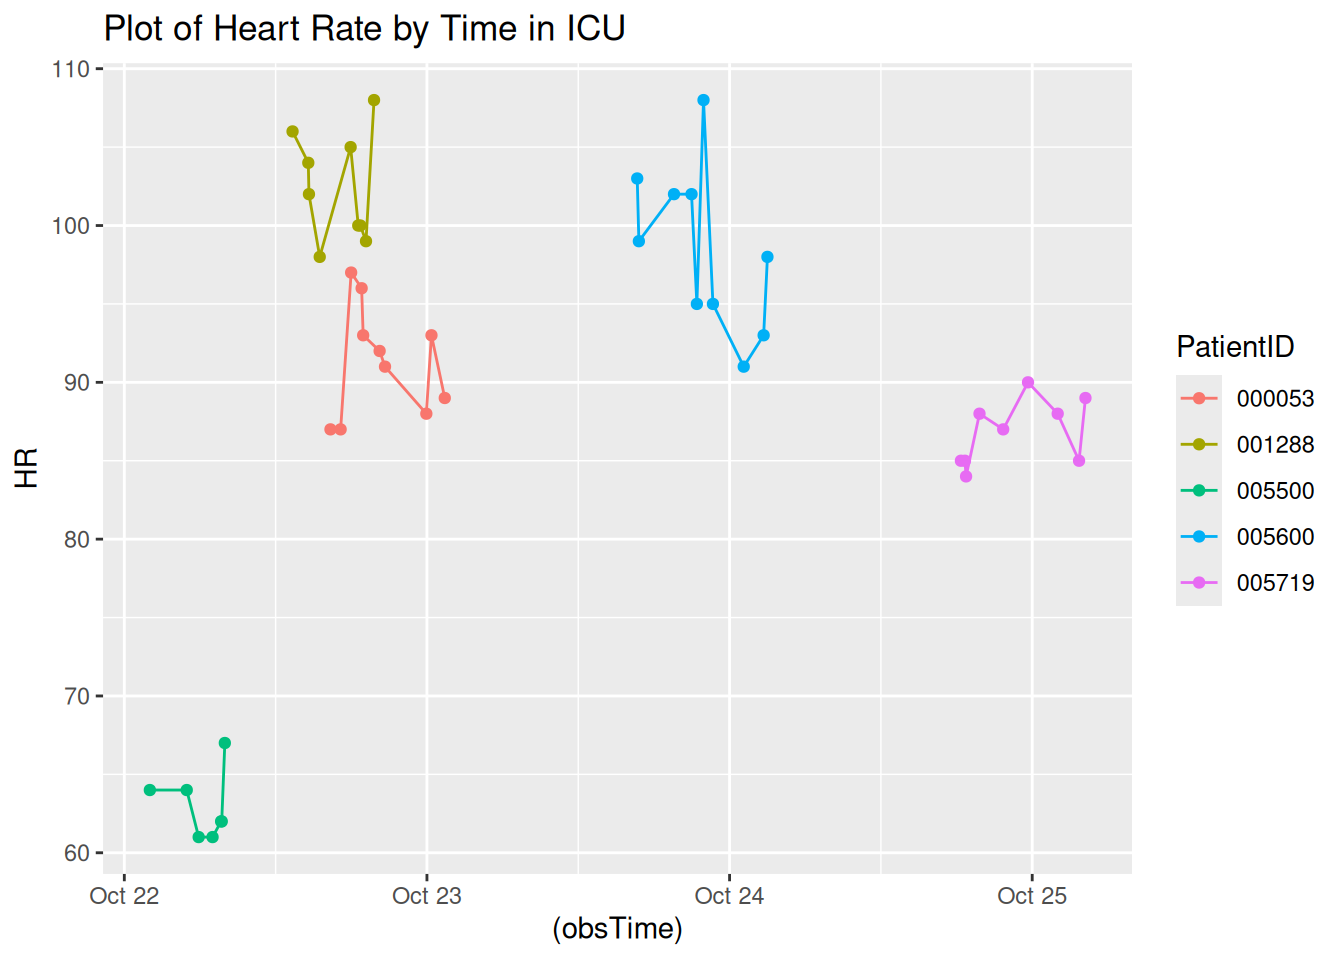 Plot of Heart Rate by Time in ICU
110
100
90
80
70
60
HR
Oct 22
Oct 23
Oct 24
Oct 25
(obsTime)
PatientID
000053
001288
005500
005600
005719